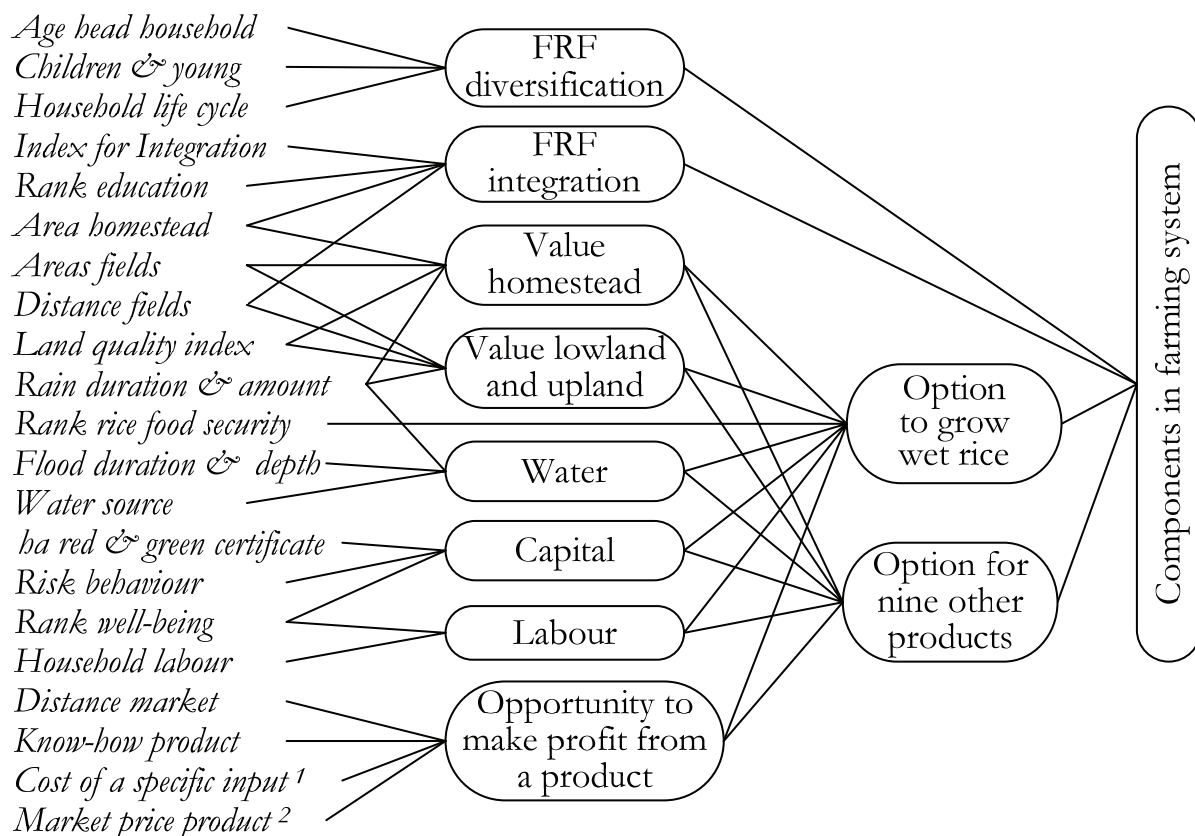 Age head household
Children & young
Household life cycle
Index for Integration
Rank education
Area homestead
Areas fields
Distance fields
Land quality index
Rain duration & amount
Rank rice food security
Flood duration & depth
Water source
ha red & green certificate
Risk behaviour
Rank well-being
Household labour
Distance market
Know-how product
Cost of a specific input 1
Market price product 2
FRF
diversification
FRF
integration
Value
homestead
Value lowland
and upland
Water
Capital
Labour
Opportunity to
make profit from
a product
Option
to grow
wet rice
Option for
nine other
products
Components in farming system